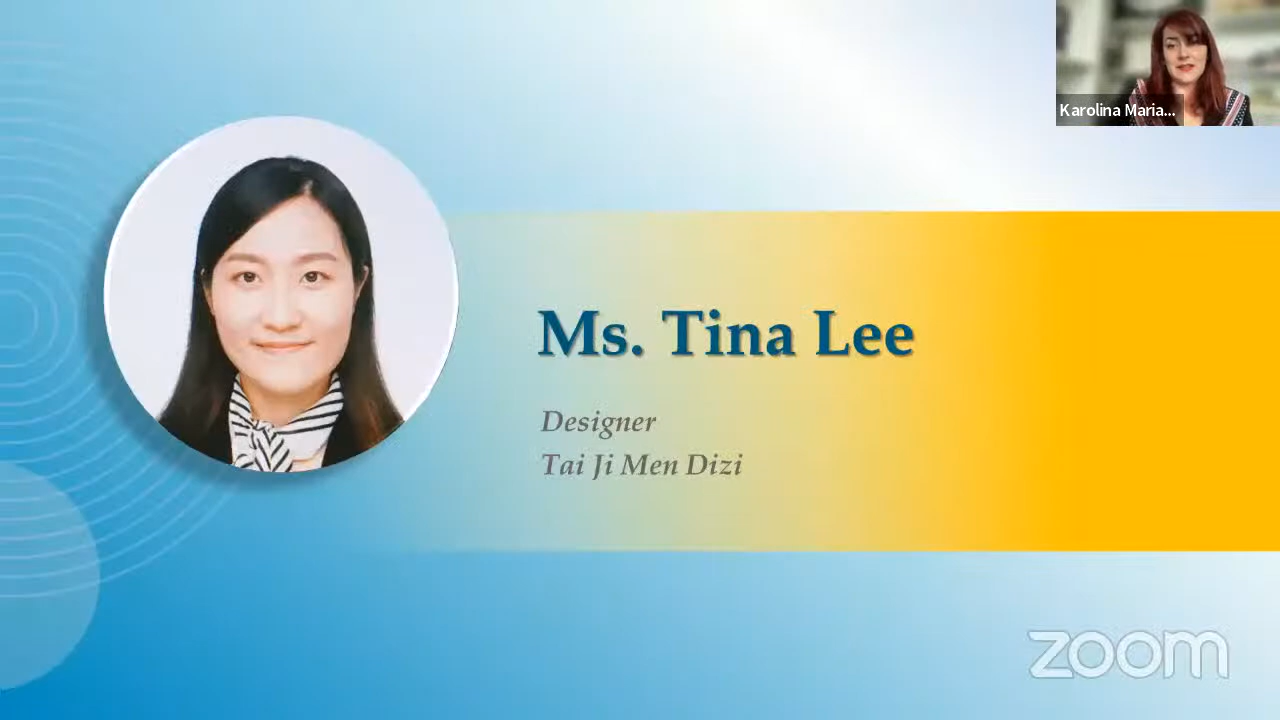 Karolina Maria...
Ms. Tina Lee
Designer
Tai Ji Men Dizi
zoom